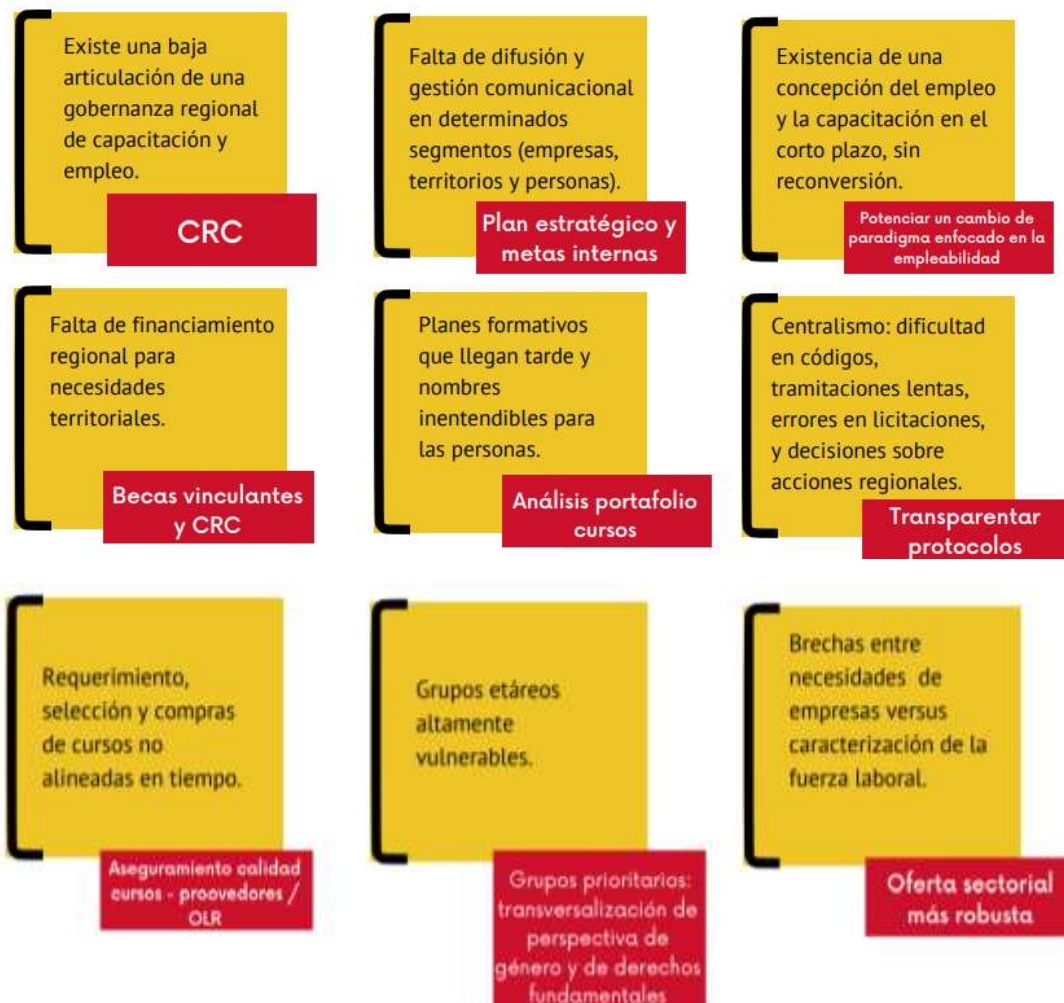 Existe una baja
articulación de una
gobernanza regional
de capacitación y
empleo.
CRC
Falta de difusión y
gestión comunicacional
en determinados
segmentos (empresas,
territorios y personas).
Plan estratégico y
metas internas
Existencia de una
concepción del empleo
y la capacitación en el
corto plazo, sin
reconversión.
Potenciar un cambio de
paradigma enfocado en la
empleabilidad
Falta de financiamiento
regional para
necesidades
territoriales.
Becas vinculantes
y CRC
Planes formativos
que llegan tarde y
nombres
inentendibles para
las personas.
Análisis portafolio
cursos
Centralismo: dificultad
en códigos,
tramitaciones lentas,
errores en licitaciones,
y decisiones sobre
acciones regionales.
Transparentar
protocolos
Requerimiento,
selección y compras
de cursos no
alineadas en tiempo.
Aseguramiento calidad
cursos - proovedores /
OLR
Grupos etáreos
altamente
vulnerables.
Grupos prioritarios:
transversalización de
perspectiva de
género y de derechos
fundamentales
Brechas entre
necesidades de
empresas versus
caracterización de la
fuerza laboral.
Oferta sectorial
más robusta